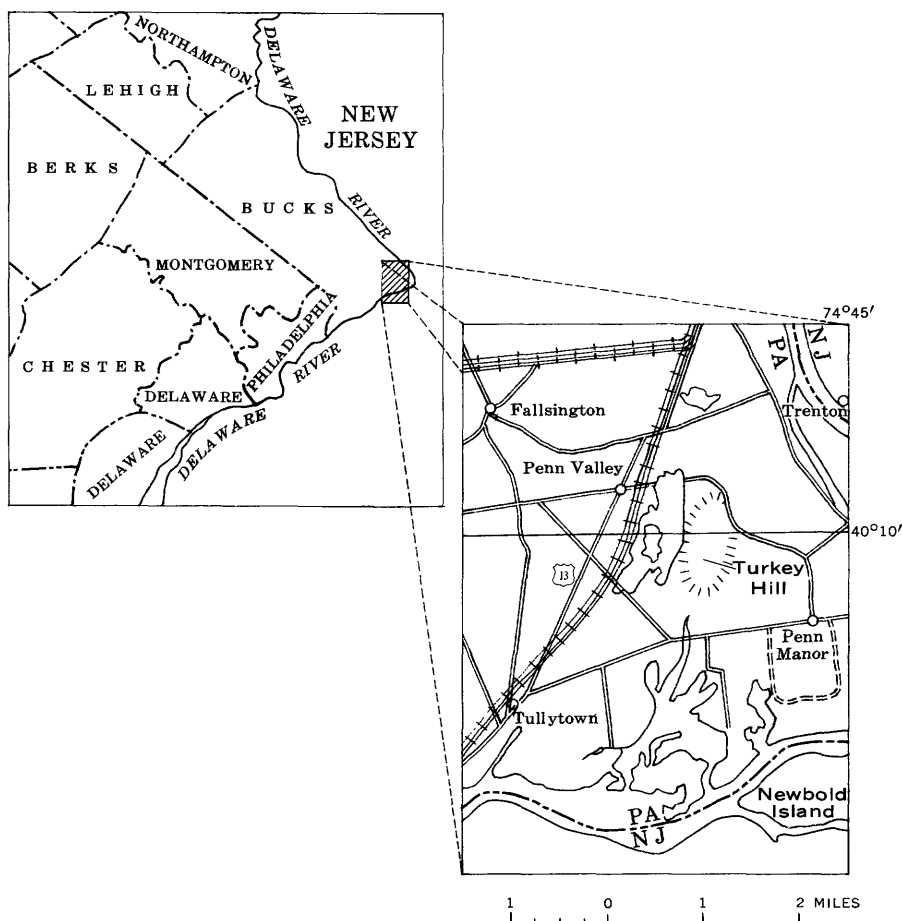 NORTHAMPTON
DELAWARE
LEHIGH
NEW
JERSEY
BERKS
BUCKS
RIVER
MONTGOMERY
PHILADELPHIA
CHESTER
RIVER
DELAWARE
DELAWARE
DELAWARE
74°45'
PA
NJ
Fallsington
Trenton
Penn Valley
40°10'
13
Turkey
Hill
Penn
Manor
Tullytown
Newbold
Island
PA
NJ
1 0 1 2 MILES